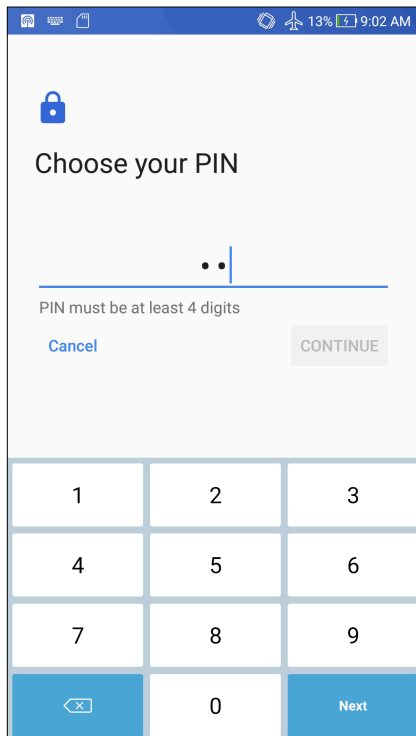 13% 9:02 AM
Choose your PIN
PIN must be at least 4 digits
Cancel CONTINUE
1 2 3
4 5 6
7 8 9
0 Next